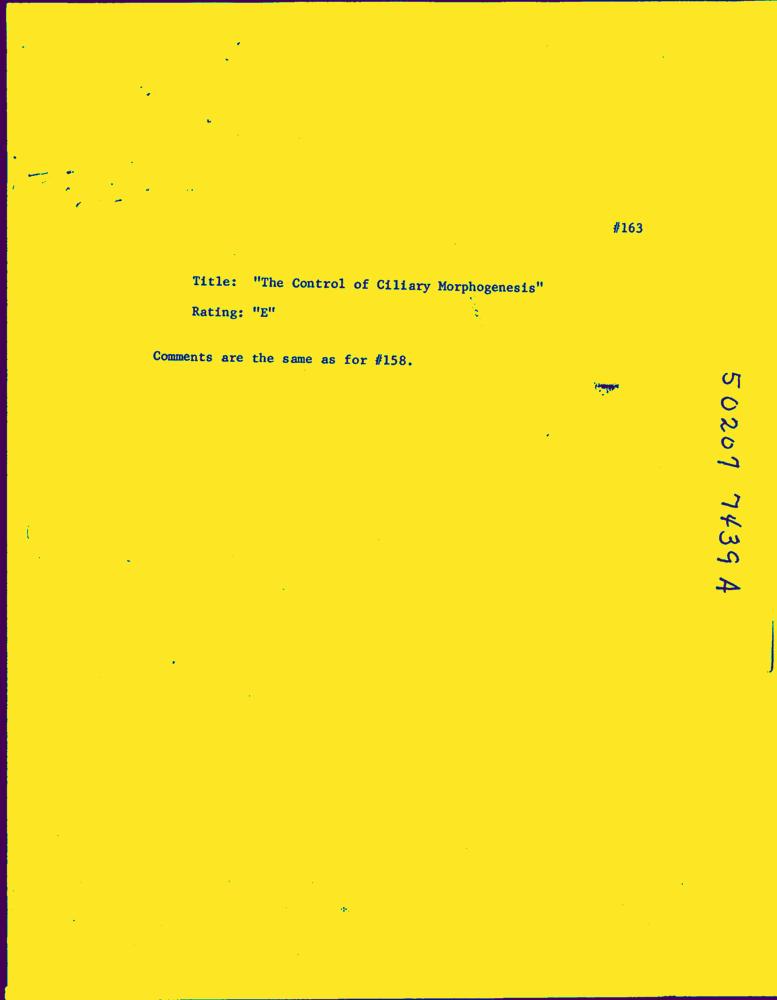 #163
Title: "The Control of Ciliary Morphogenesis"
Rating: "E"
Comments are the same as for #158.
50207 7439 A